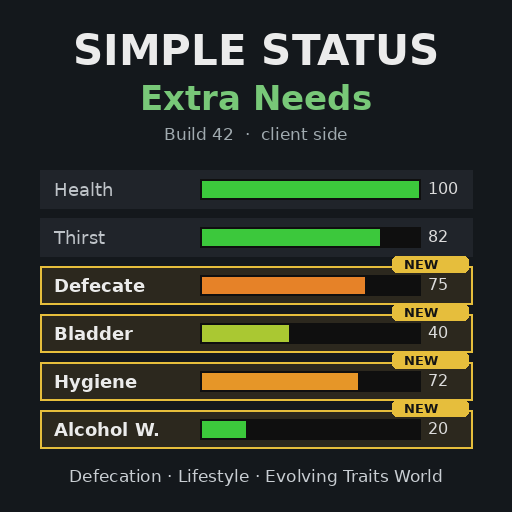 SIMPLE STATUS
Extra Needs
Build 42 · client side
Health 100
Thirst 82
NEW
Defecate 75
NEW
Bladder 40
NEW
Hygiene 72
NEW
Alcohol W. 20
Defecation · Lifestyle · Evolving Traits World